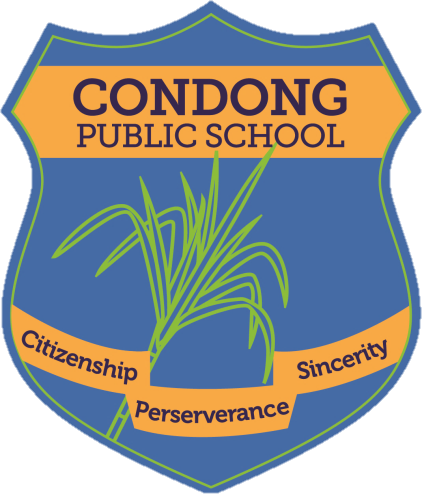 CONDONG
PUBLIC SCHOOL
Citizenship
Perserverance
Sincerity